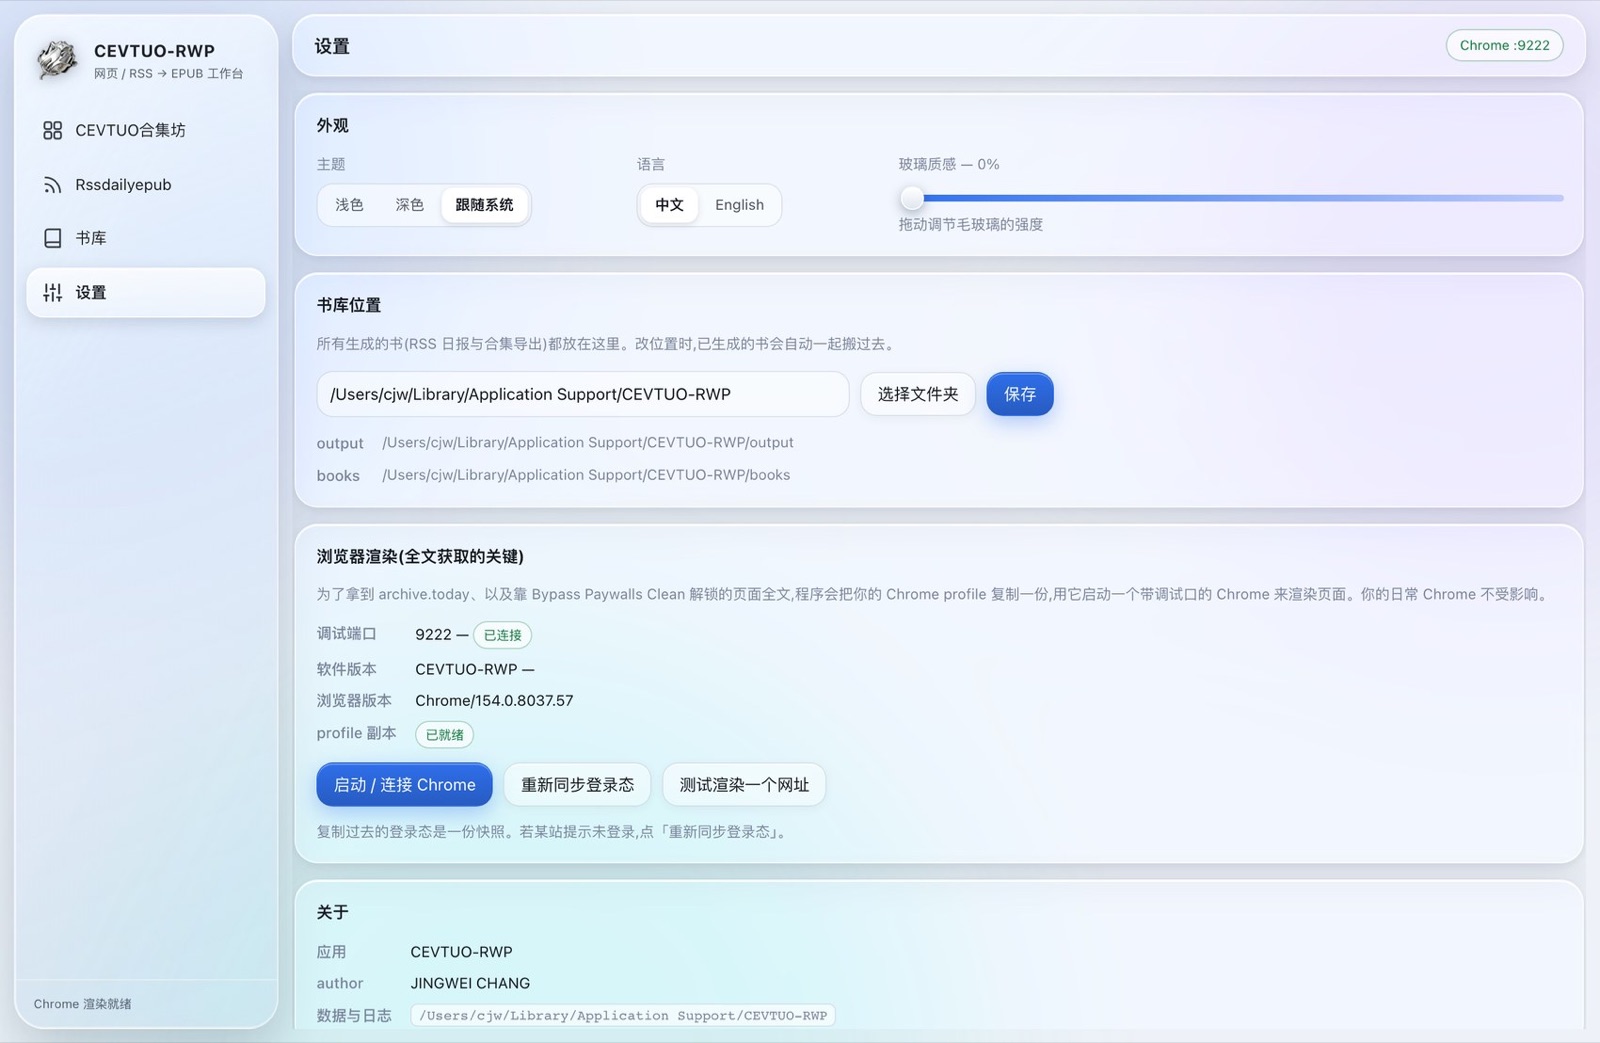 CEVTUO-RWP
网页 / RSS → EPUB 工作台
CEVTUO合集坊
Rssdailyepub
书库
设置
Chrome 渲染就绪
设置
Chrome :9222
外观
主题
浅色 深色 跟随系统
语言
中文 English
玻璃质感 — 0%
拖动调节毛玻璃的强度
书库位置
所有生成的书(RSS 日报与合集导出)都放在这里。改位置时,已生成的书会自动一起搬过去。
/Users/cjw/Library/Application Support/CEVTUO-RWP
选择文件夹
保存
output /Users/cjw/Library/Application Support/CEVTUO-RWP/output
books /Users/cjw/Library/Application Support/CEVTUO-RWP/books
浏览器渲染(全文获取的关键)
为了拿到 archive.today、以及靠 Bypass Paywalls Clean 解锁的页面全文,程序会把你的 Chrome profile 复制一份,用它启动一个带调试口的 Chrome 来渲染页面。你的日常 Chrome 不受影响。
调试端口 9222 — 已连接
软件版本 CEVTUO-RWP —
浏览器版本 Chrome/154.0.8037.57
profile 副本 已就绪
启动 / 连接 Chrome 重新同步登录态 测试渲染一个网址
复制过去的登录态是一份快照。若某站提示未登录,点「重新同步登录态」。
关于
应用 CEVTUO-RWP
author JINGWEI CHANG
数据与日志 /Users/cjw/Library/Application Support/CEVTUO-RWP